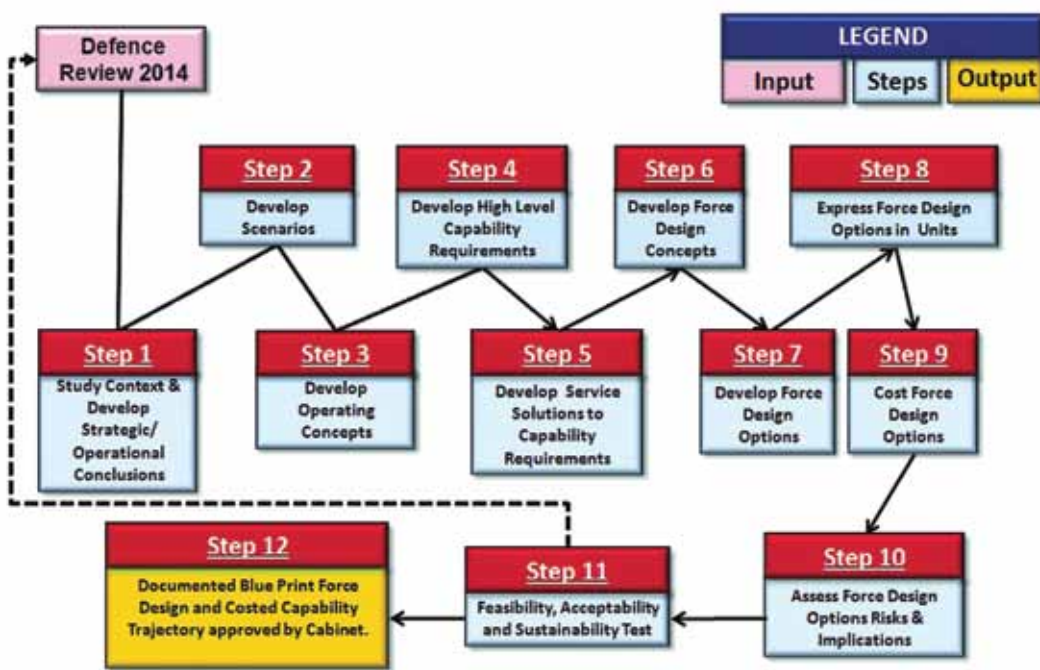 Defence
Review 2014
LEGEND
Input
Steps
Output
Step 2
Develop
Scenarios
Step 4
Develop High Level
Capability
Requirements
Step 6
Develop Force
Design
Concepts
Step 8
Express Force Design
Options in Units
Step 1
Study Context &
Develop
Strategic/
Operational
Conclusions
Step 3
Develop
Operating
Concepts
Step 5
Develop Service
Solutions to
Capability
Requirements
Step 7
Develop Force
Design
Options
Step 9
Cost Force
Design
Options
Step 12
Documented Blue Print Force
Design and Costed Capability
Trajectory approved by Cabinet.
Step 11
Feasibility, Acceptability
and Sustainability Test
Step 10
Assess Force Design
Options Risks &
Implications